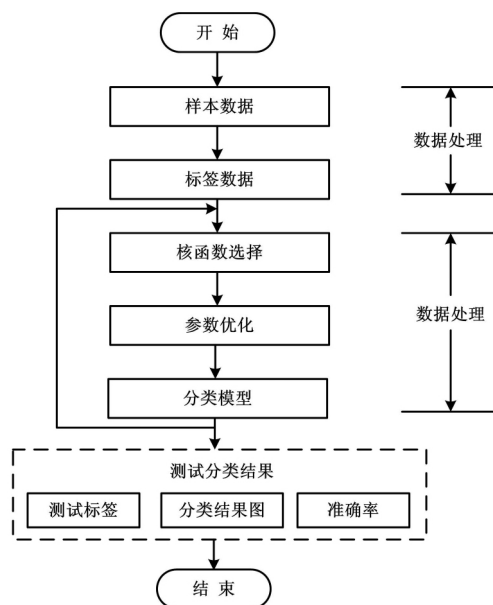 开 始
样本数据
数据处理
标签数据
核函数选择
参数优化
数据处理
分类模型
测试分类结果
测试标签
分类结果图
准确率
结 束